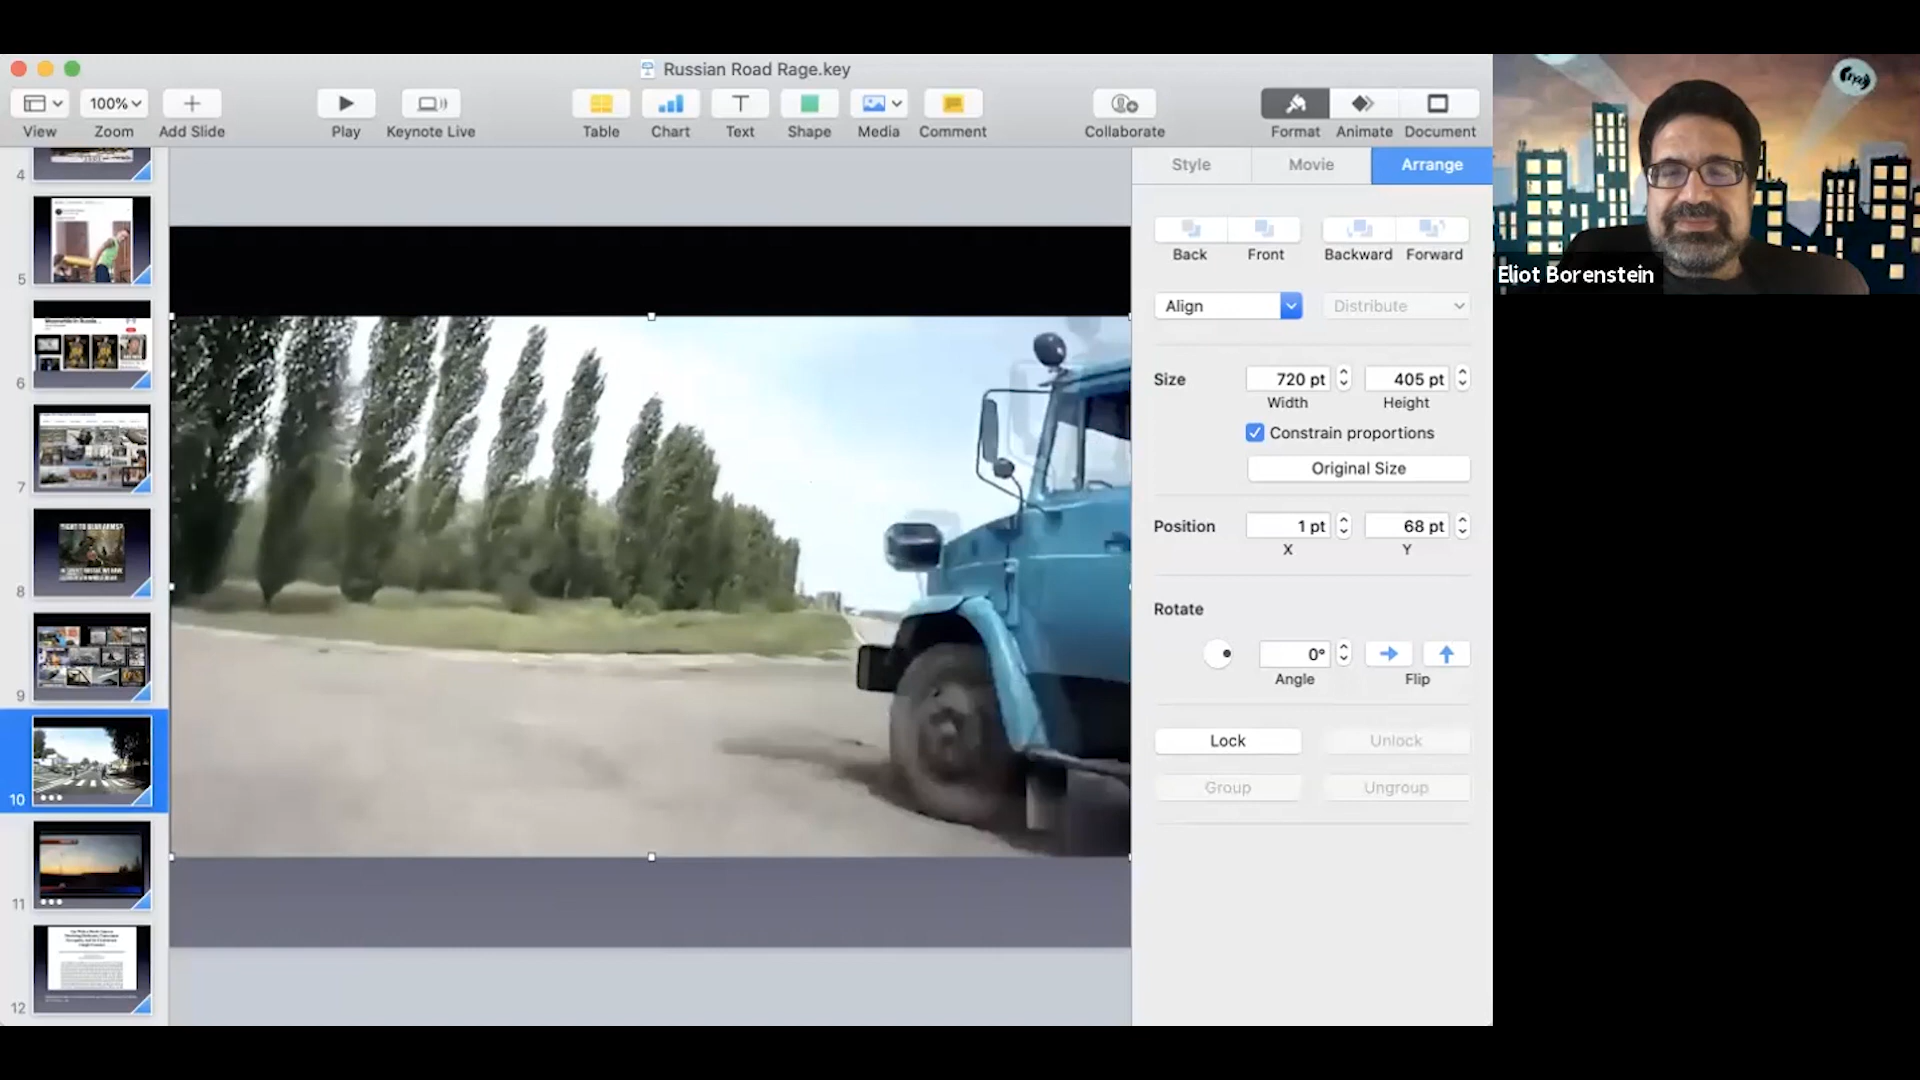 Russian Road Rage.key
100%
View
Zoom
Add Slide
Play
Keynote Live
Table
Chart
Text
Shape
Media
Comment
Collaborate
Format
Animate
Document
Style
Movie
Arrange
Back
Front
Backward
Forward
Align
Distribute
Size
720 pt
405 pt
Width
Height
Constrain proportions
Original Size
Position
1 pt
68 pt
X
Y
Rotate
0°
Angle
Flip
Lock
Unlock
Group
Ungroup
4
5
6
7
8
9
10
11
12
Eliot Borenstein